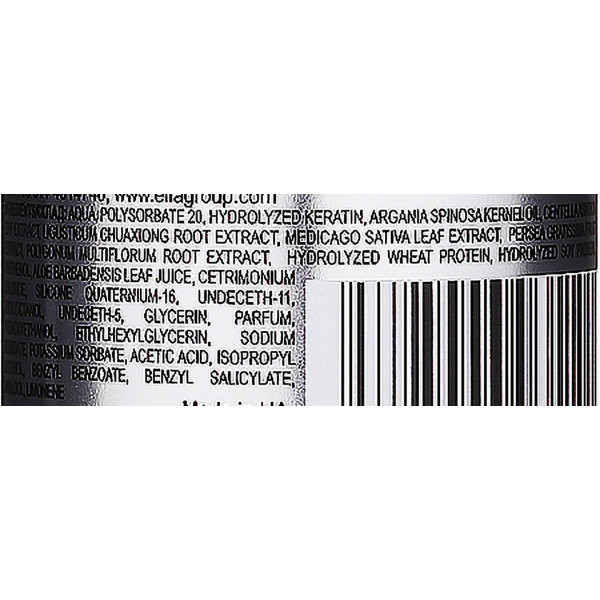 www.elfagroup.com
AQUA, POLYSORBATE 20, HYDROLYZED KERATIN, ARGANIA SPINOSA KERNEL OIL, CENTELLA
EXTRACT, LIGUSTICUM CHUAXIONG ROOT EXTRACT, MEDICAGO SATIVA LEAF EXTRACT, PERSEA GRATISSIMA
POLYGONUM MULTIFLORUM ROOT EXTRACT, HYDROLYZED WHEAT PROTEIN, HYDROLYZED SOY PROTEIN,
ALOE BARBADENSIS LEAF JUICE, CETRIMONIUM
SILICONE QUATERNIUM-16, UNDECETH-11,
UNDECETH-5, GLYCERIN, PARFUM,
ETHYLHEXYLGLYCERIN, SODIUM
POTASSIUM SORBATE, ACETIC ACID, ISOPROPYL
BENZYL BENZOATE, BENZYL SALICYLATE,
LIMONENE